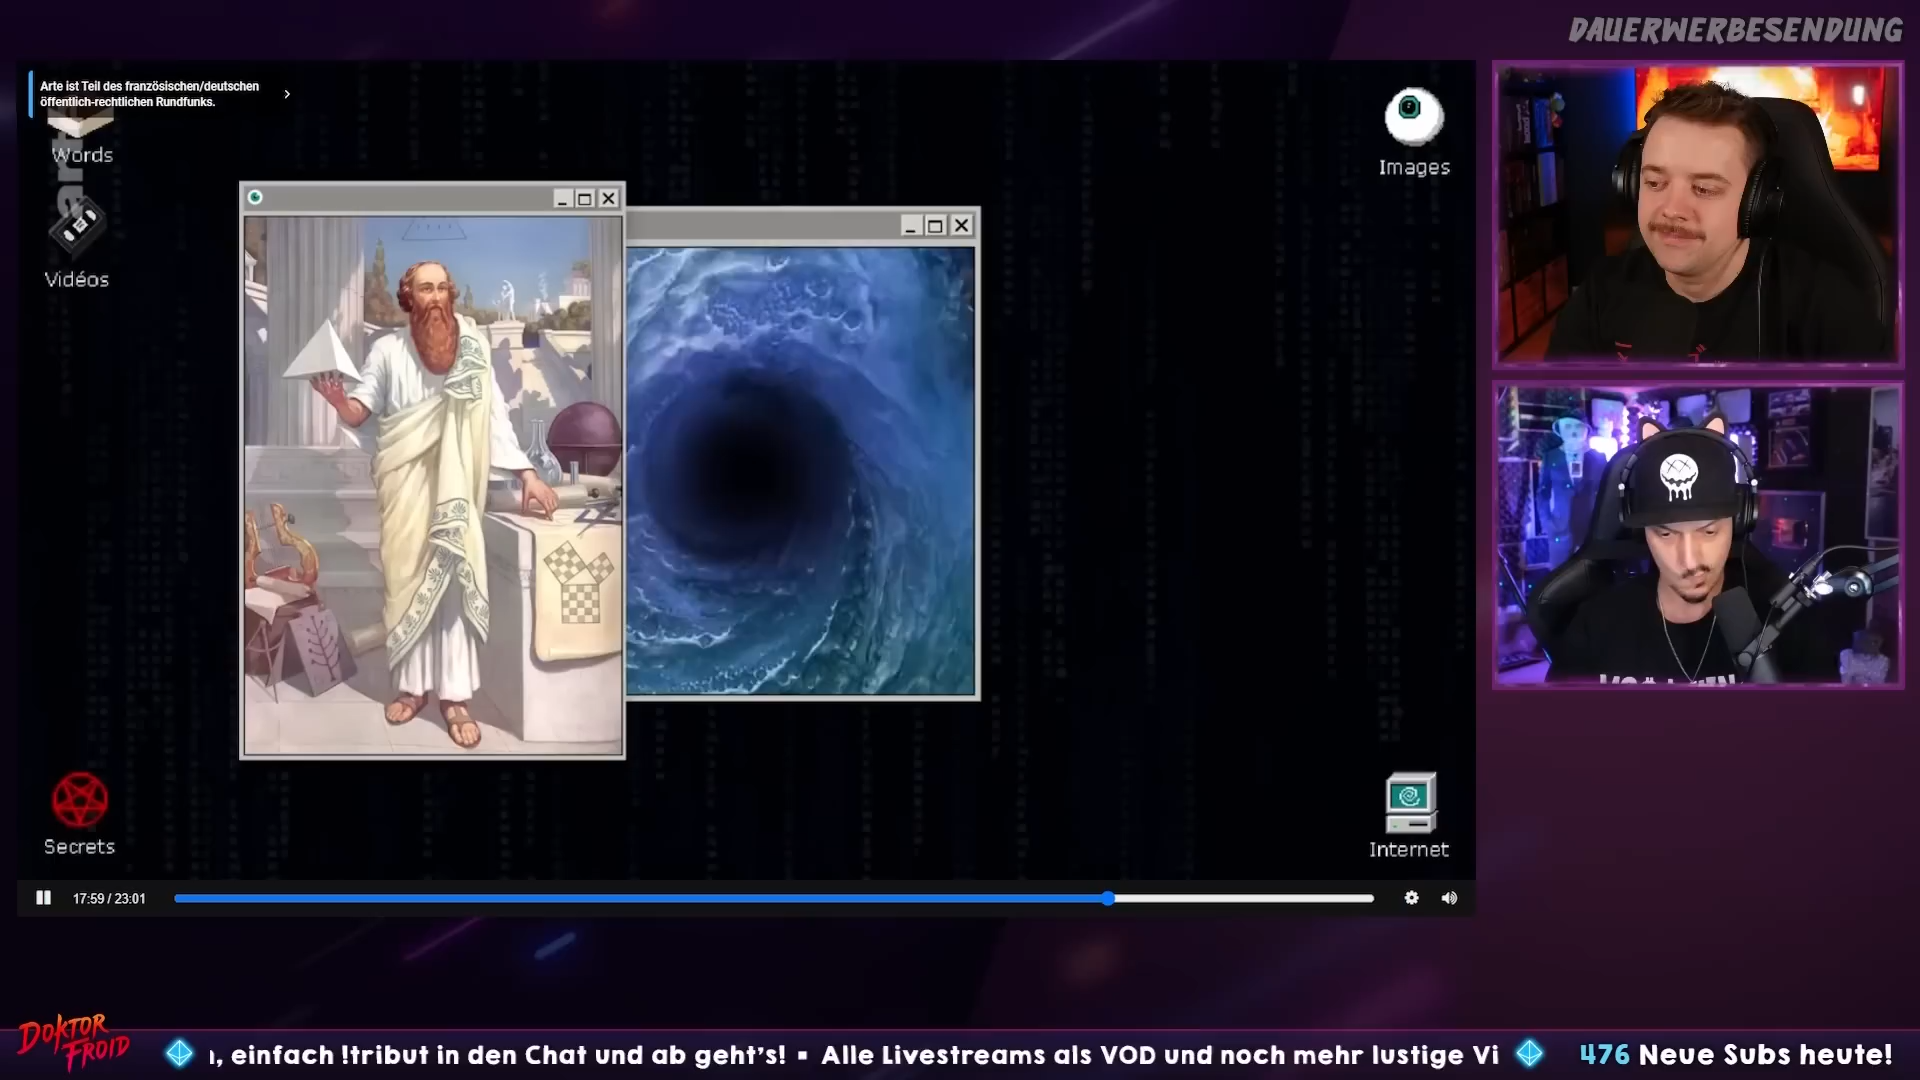 DAUERWERBESENDUNG
Arte ist Teil des französischen/deutschen
öffentlich-rechtlichen Rundfunks.
arte
Words
Images
Vidéos
Secrets
Internet
17:59 / 23:01
DOKTOR
FROID
, einfach !tribut in den Chat und ab geht's! ▪ Alle Livestreams als VOD und noch mehr lustige Vi
476 Neue Subs heute!